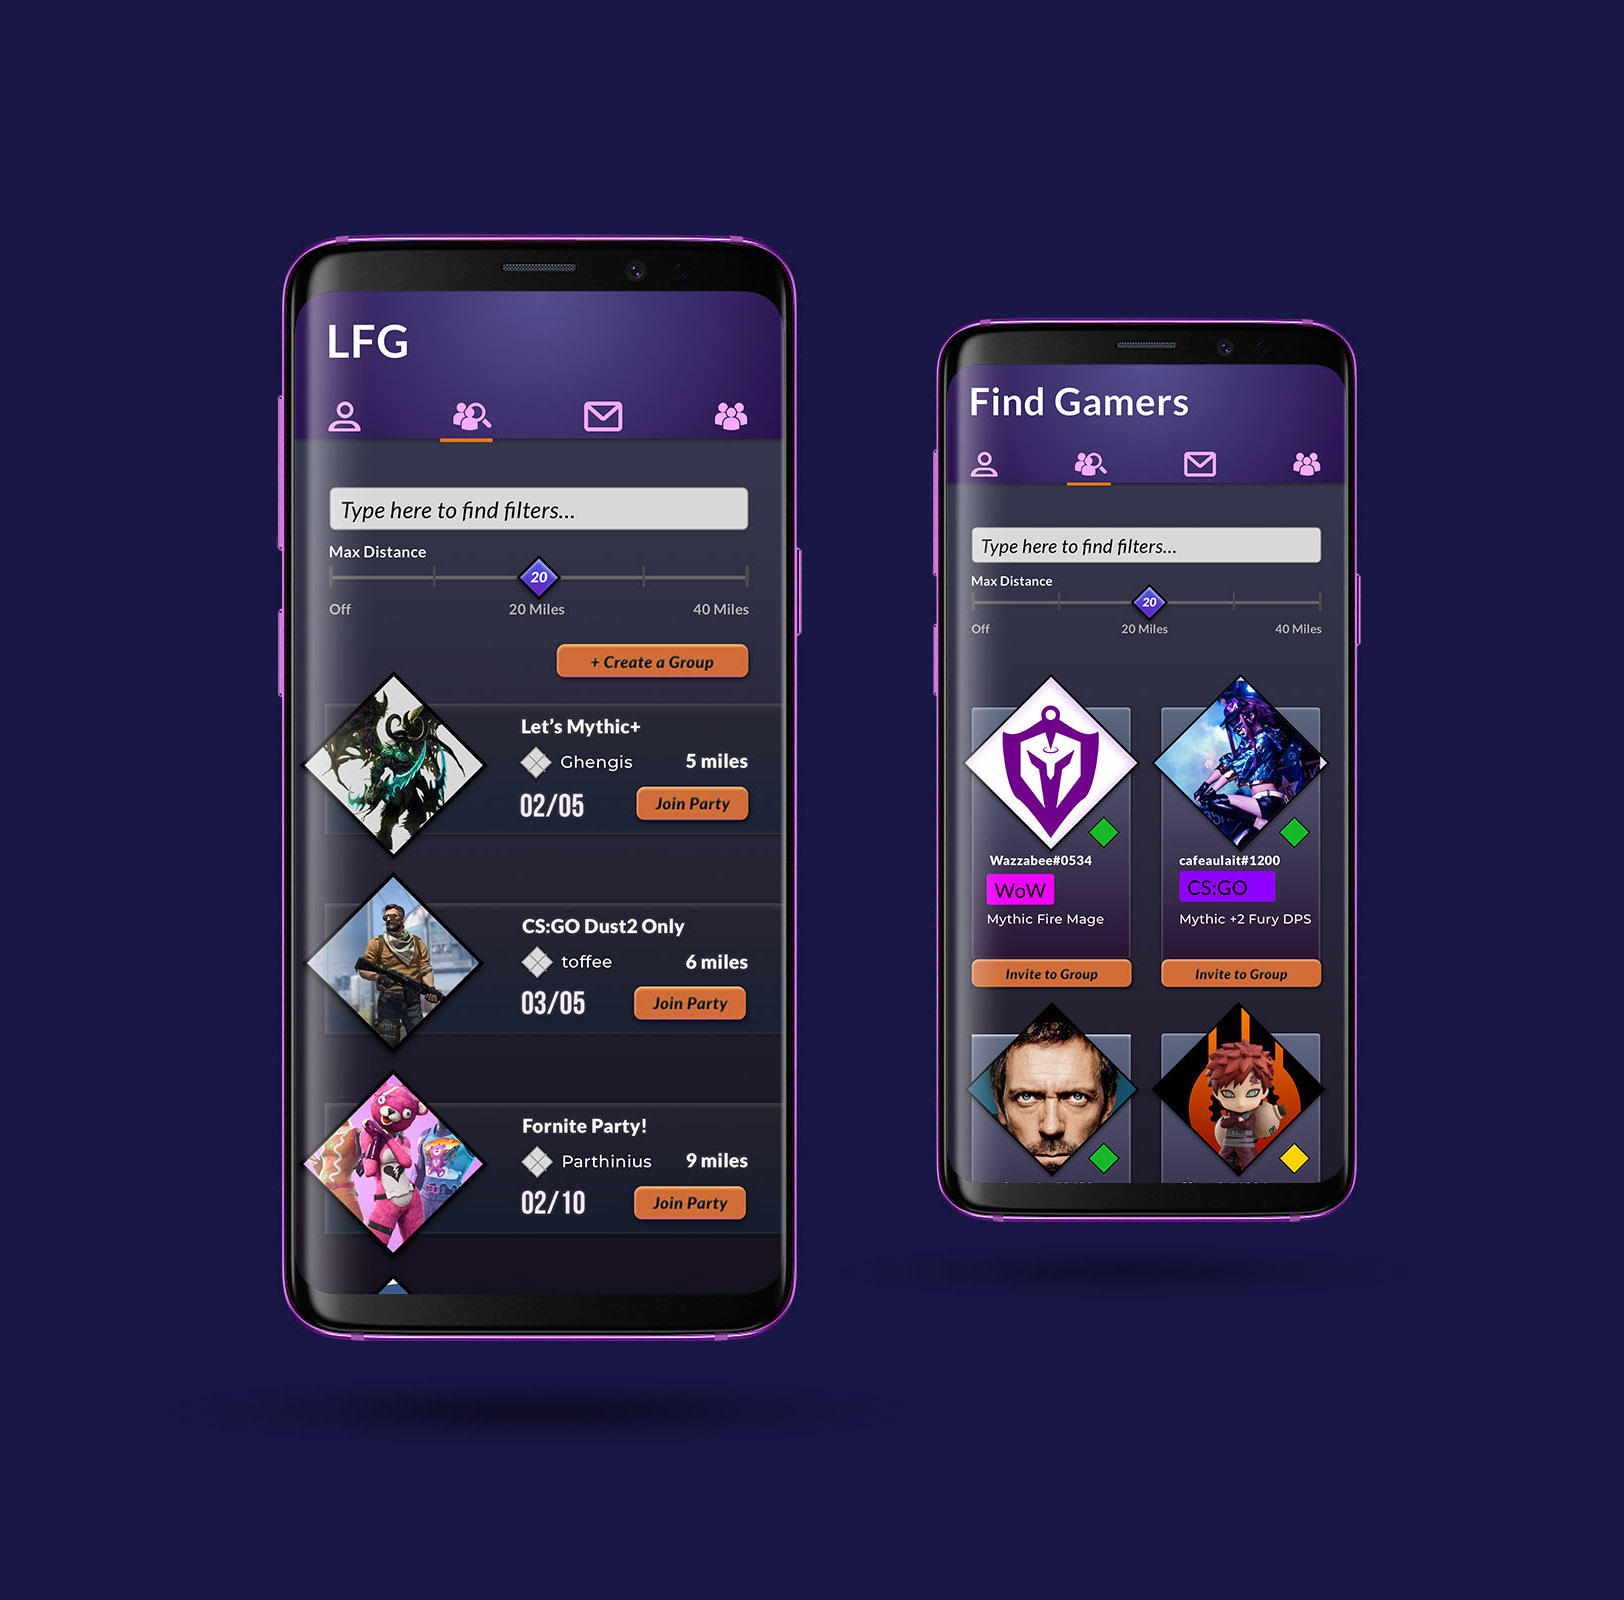 LFG
Type here to find filters...
Max Distance
20
Off
20 Miles
40 Miles
+ Create a Group
Let's Mythic+
Ghengis
5 miles
02/05
Join Party
CS:GO Dust2 Only
toffee
6 miles
03/05
Join Party
Fornite Party!
Parthinius
9 miles
02/10
Join Party
Find Gamers
Type here to find filters...
Max Distance
20
Off
20 Miles
40 Miles
Wazzabee#0534
WoW
Mythic Fire Mage
Invite to Group
cafeaulait#1200
CS:GO
Mythic +2 Fury DPS
Invite to Group